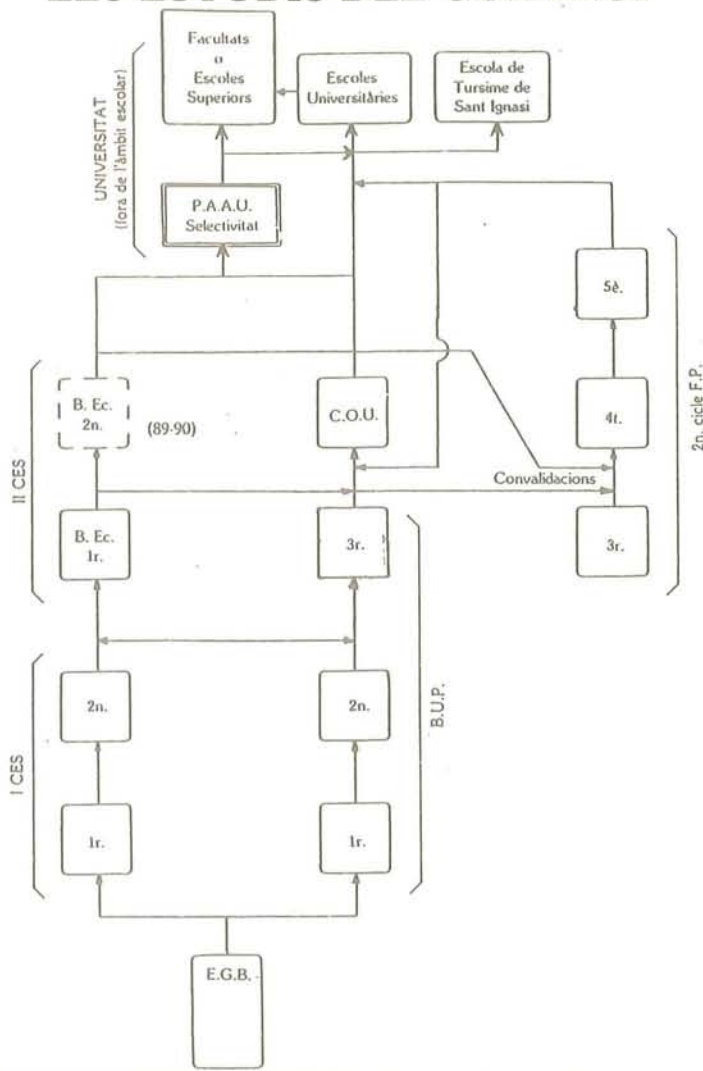 Facultats
o
Escoles
Superiors
Escoles
Universitàries
Escola de
Tursime de
Sant Ignasi
UNIVERSITAT
(fora de l'àmbit escolar)
P.A.A.U.
Selectivitat
5è.
B. Ec.
2n.
(89-90)
C.O.U.
4t.
2n. cicle F.P.
II CES
Convalidacions
B. Ec.
1r.
3r.
3r.
I CES
2n.
2n.
B.U.P.
1r.
1r.
E.G.B.